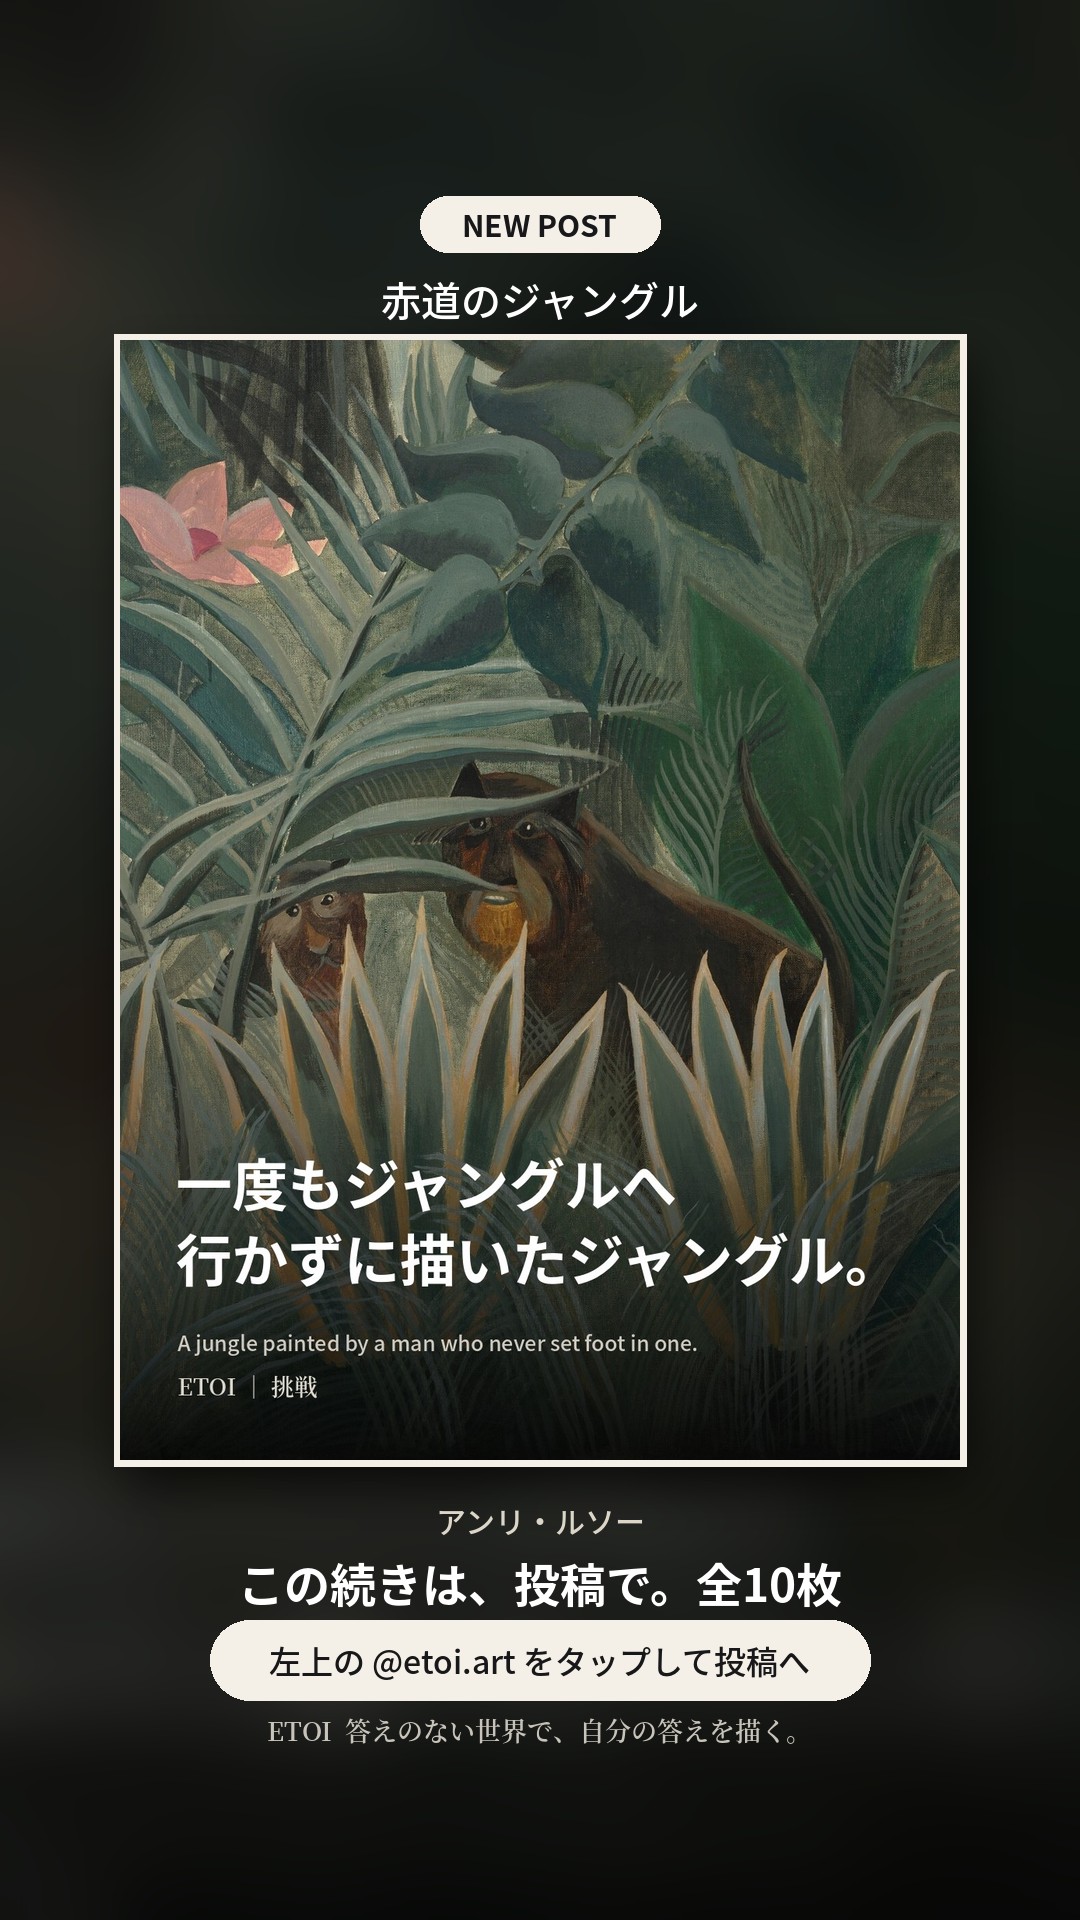 NEW POST
赤道のジャングル
一度もジャングルへ
行かずに描いたジャングル。
A jungle painted by a man who never set foot in one.
ETOI | 挑戦
アンリ・ルソー
この続きは、投稿で。全10枚
左上の @etoi.art をタップして投稿へ
ETOI 答えのない世界で、自分の答えを描く。